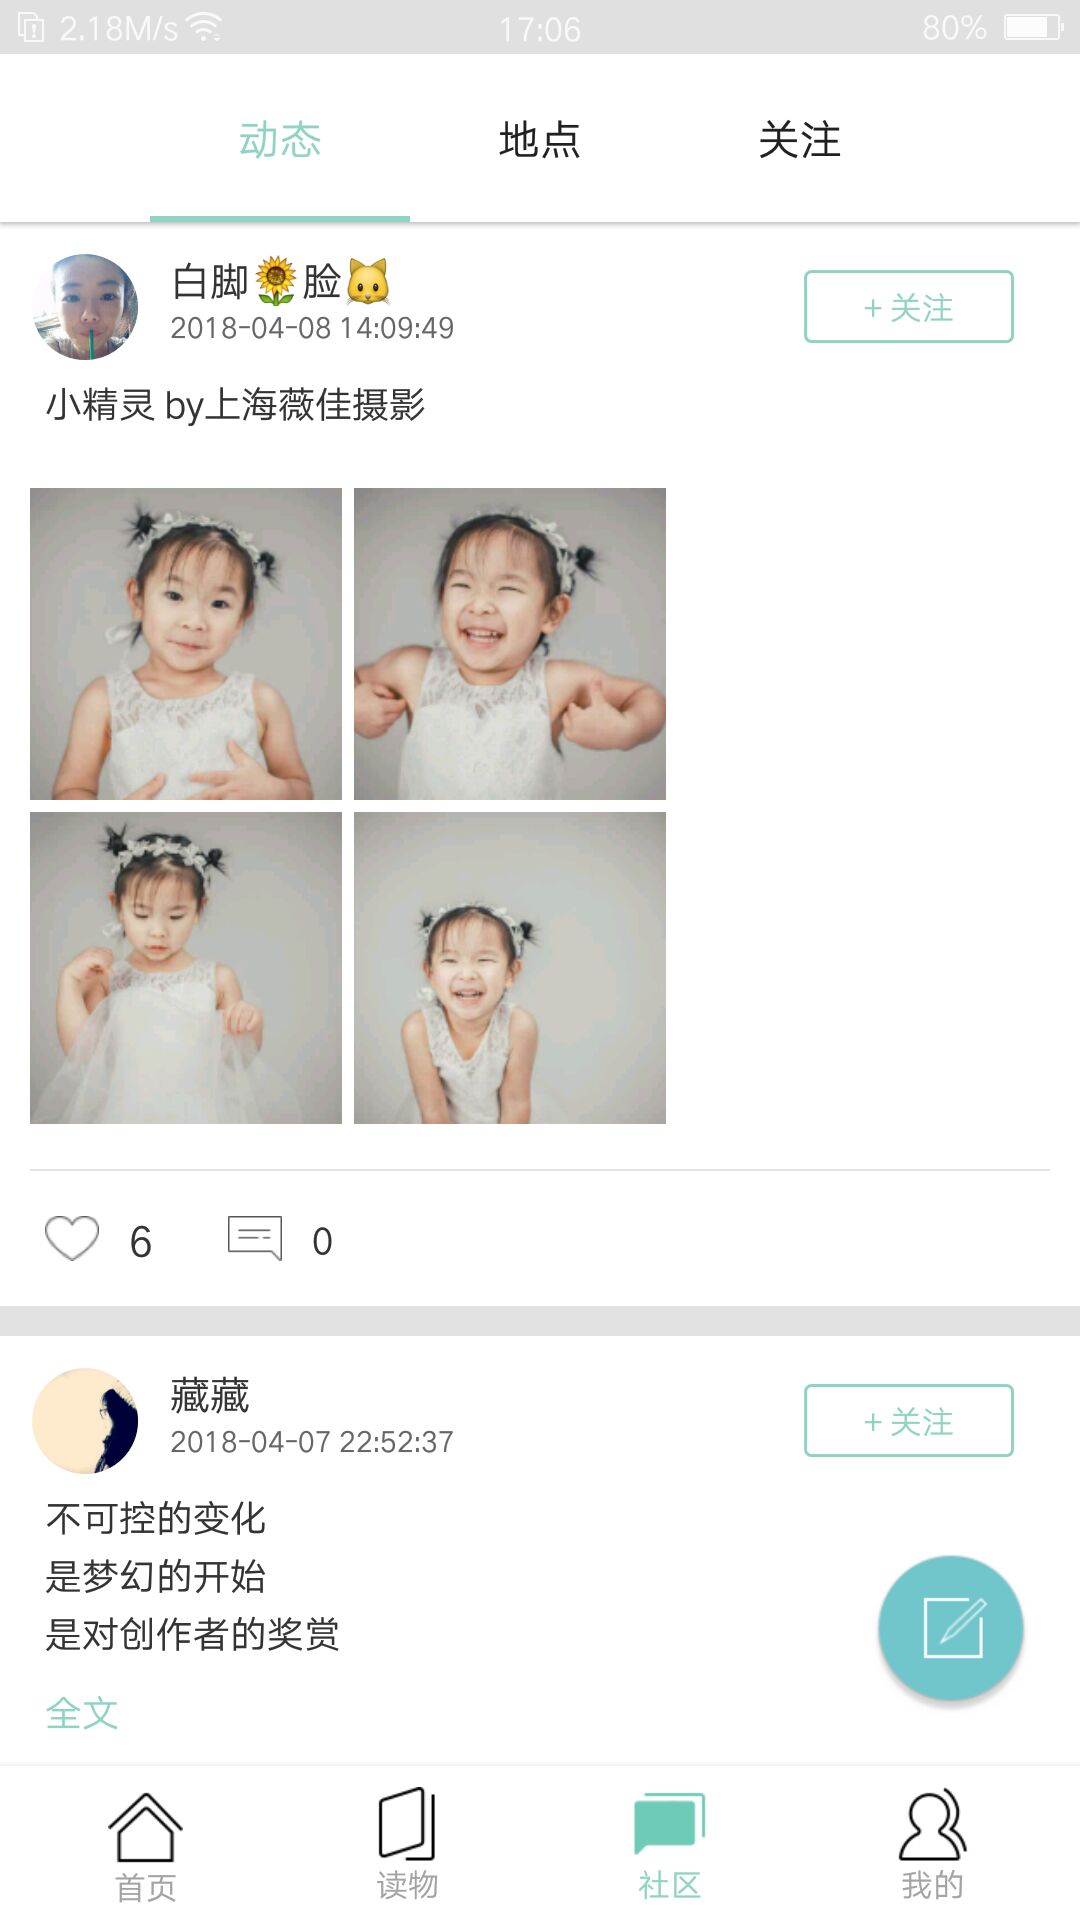 2.18M/s 17:06 80%
动态 地点 关注
白脚🌻脸🐱
2018-04-08 14:09:49
+ 关注
小精灵 by上海薇佳摄影
6 0
藏藏
2018-04-07 22:52:37
+ 关注
不可控的变化
是梦幻的开始
是对创作者的奖赏
全文
首页 读物 社区 我的